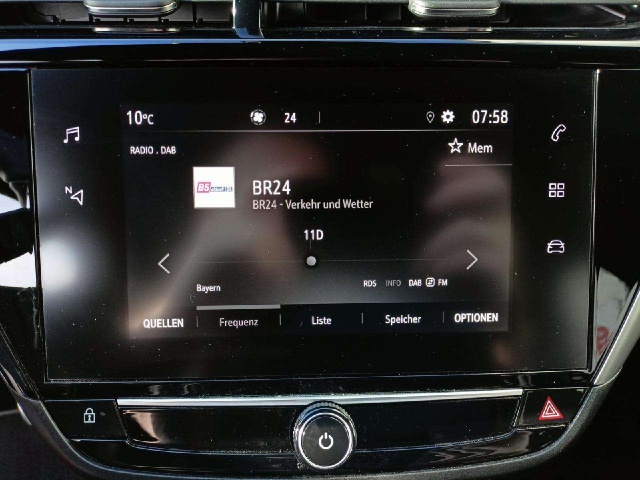 10°C 24 07:58
RADIO . DAB
Mem
B5
BR24
BR24 - Verkehr und Wetter
N
11D
Bayern
RDS INFO DAB FM
QUELLEN Frequenz Liste Speicher OPTIONEN